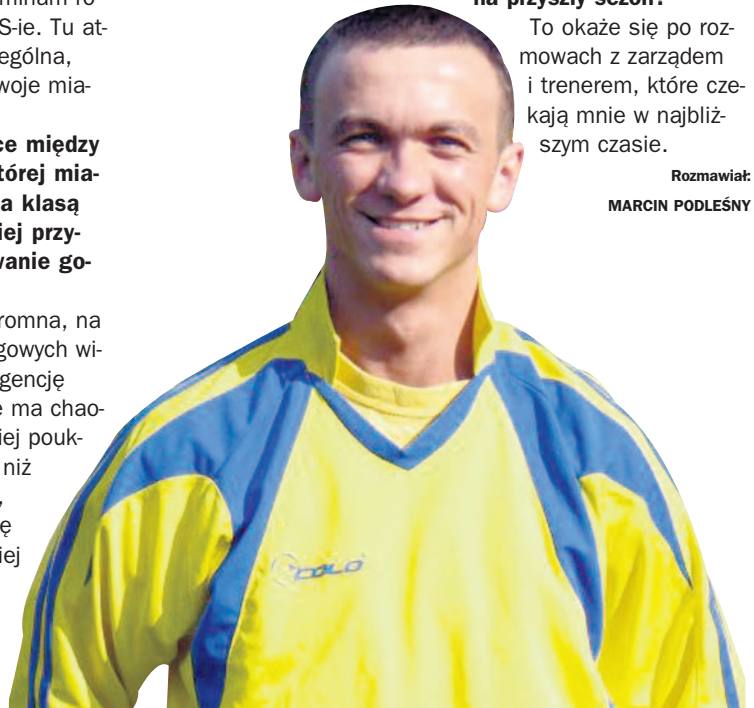 S-ie. Tu at-
ególna,
woje mia-
ce między
tórej mia-
a klasą
iej przy-
wanie go-
romna, na
gowych wi-
gencję
e ma chao-
iej pouk-
niż
ę
iej
na przyszły sezon?
To okaże się po roz-
mowach z zarządem
i trenerem, które cze-
kają mnie w najbliż-
szym czasie.
Rozmawiał:
MARCIN PODLEŚNY
COLO